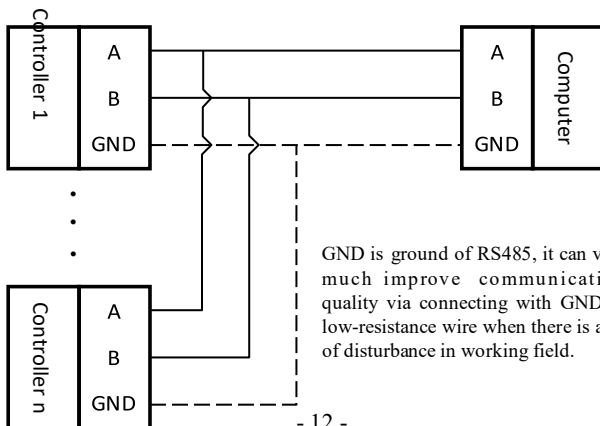 Controller 1
A
B
GND
A
B
GND
Computer
GND is ground of RS485, it can
much improve
quality via connecting with GND
low-resistance wire when there is
of disturbance in working field.
Controller n
A
B
GND
- 12 -